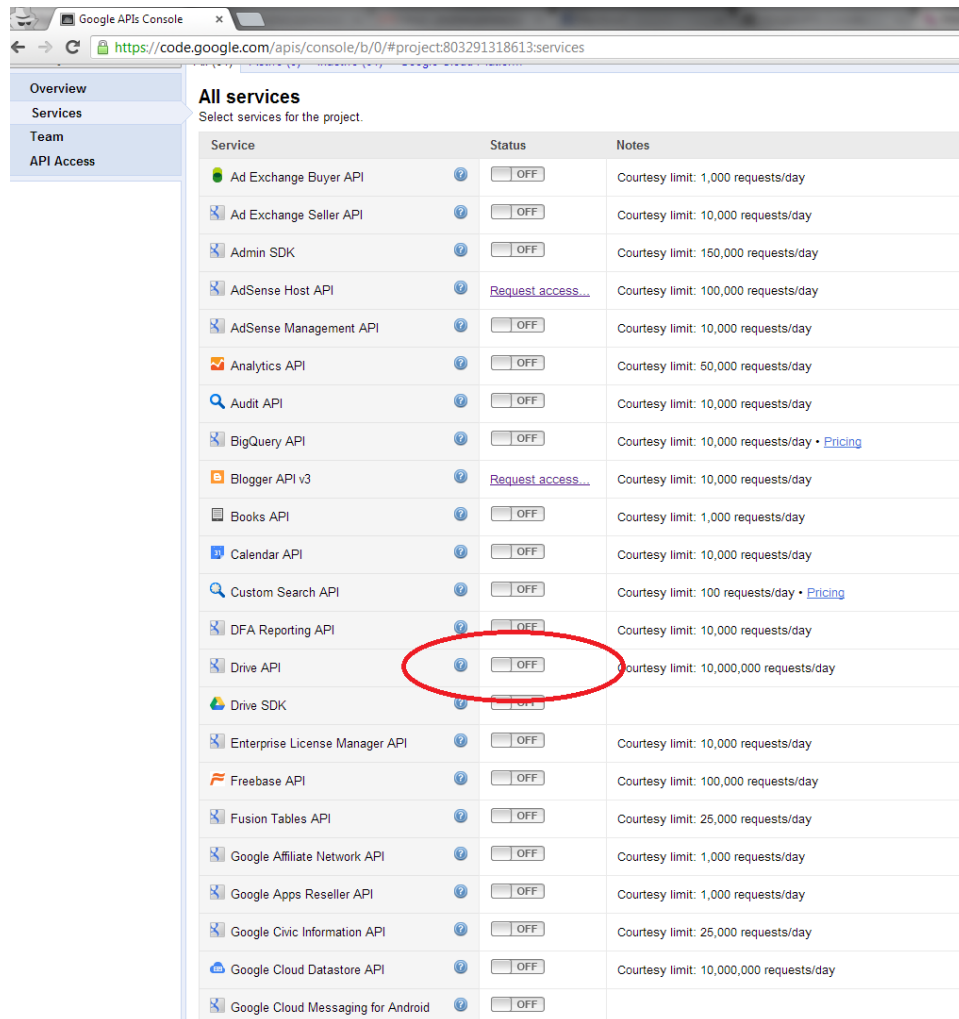 Google APIs Console
https://code.google.com/apis/console/b/0/#project:803291318613:services
Overview
Services
Team
API Access
All services
Select services for the project.
Service Status Notes
Ad Exchange Buyer API OFF Courtesy limit: 1,000 requests/day
Ad Exchange Seller API OFF Courtesy limit: 10,000 requests/day
Admin SDK OFF Courtesy limit: 150,000 requests/day
AdSense Host API Request access... Courtesy limit: 100,000 requests/day
AdSense Management API OFF Courtesy limit: 10,000 requests/day
Analytics API OFF Courtesy limit: 50,000 requests/day
Audit API OFF Courtesy limit: 10,000 requests/day
BigQuery API OFF Courtesy limit: 10,000 requests/day • Pricing
Blogger API v3 Request access... Courtesy limit: 10,000 requests/day
Books API OFF Courtesy limit: 1,000 requests/day
Calendar API OFF Courtesy limit: 10,000 requests/day
Custom Search API OFF Courtesy limit: 100 requests/day • Pricing
DFA Reporting API OFF Courtesy limit: 10,000 requests/day
Drive API OFF Courtesy limit: 10,000,000 requests/day
Drive SDK OFF
Enterprise License Manager API OFF Courtesy limit: 10,000 requests/day
Freebase API OFF Courtesy limit: 100,000 requests/day
Fusion Tables API OFF Courtesy limit: 25,000 requests/day
Google Affiliate Network API OFF Courtesy limit: 1,000 requests/day
Google Apps Reseller API OFF Courtesy limit: 1,000 requests/day
Google Civic Information API OFF Courtesy limit: 25,000 requests/day
Google Cloud Datastore API OFF Courtesy limit: 10,000,000 requests/day
Google Cloud Messaging for Android OFF